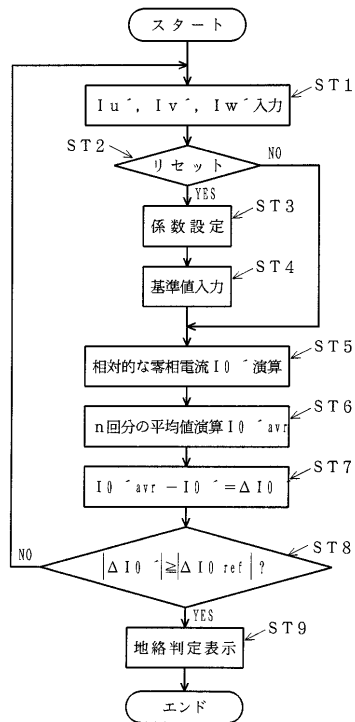 スタート
Iu´, Iv´, Iw´入力
ST1
ST2
リセット
NO
YES
係数設定
ST3
基準値入力
ST4
相対的な零相電流I0´演算
ST5
n回分の平均値演算I0´avr
ST6
I0´avr－I0´＝ΔI0
ST7
|ΔI0´|≧|ΔI0 ref|?
ST8
NO
YES
地絡判定表示
ST9
エンド